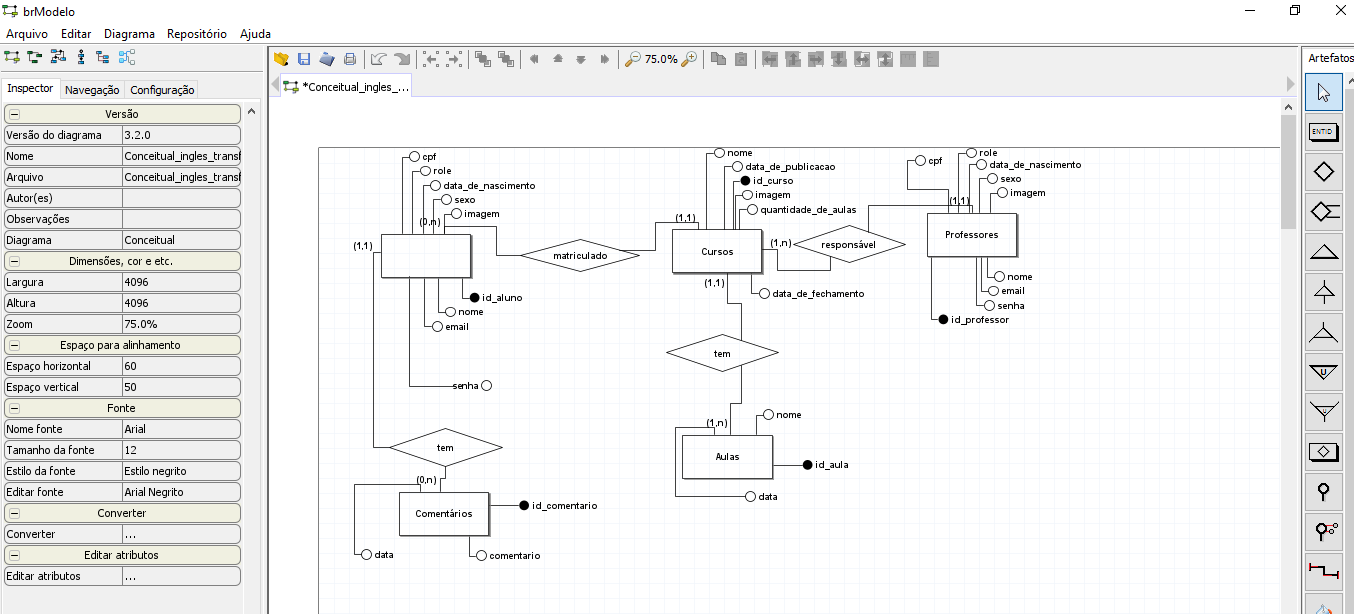 brModelo
Arquivo Editar Diagrama Repositório Ajuda
75.0%
Artefatos
Inspector Navegação Configuração
*Conceitual_ingles_...
Versão
Versão do diagrama 3.2.0
Nome Conceitual_ingles_transf
Arquivo Conceitual_ingles_transf
Autor(es)
Observações
Diagrama Conceitual
Dimensões, cor e etc.
Largura 4096
Altura 4096
Zoom 75.0%
Espaço para alinhamento
Espaço horizontal 60
Espaço vertical 50
Fonte
Nome fonte Arial
Tamanho da fonte 12
Estilo da fonte Estilo negrito
Editar fonte Arial Negrito
Converter
Converter ...
Editar atributos
Editar atributos ...
cpf
role
data_de_nascimento
sexo
imagem
(0,n)
(1,1)
id_aluno
nome
email
senha
matriculado
(1,1)
nome
data_de_publicacao
id_curso
imagem
quantidade_de_aulas
Cursos
(1,n)
(1,1)
data_de_fechamento
responsável
cpf
role
data_de_nascimento
sexo
imagem
(1,1)
Professores
nome
email
senha
id_professor
tem
(1,n)
nome
Aulas
id_aula
data
tem
(0,n)
Comentários
id_comentario
data
comentario
ENTID
U
U